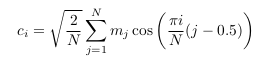 c_i = \sqrt{\frac{2}{N}} \sum_{j=1}^{N} m_j \cos\left(\frac{\pi i}{N}(j - 0.5)\right)